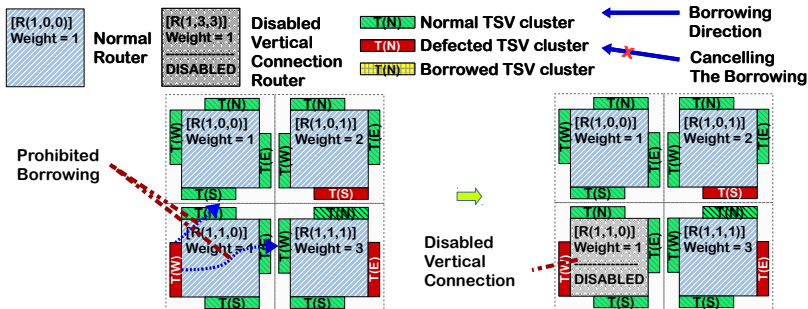 [R(1,0,0)]
Weight = 1
Normal
Router
[R(1,3,3)]
Weight = 1
DISABLED
Disabled
Vertical
Connection
Router
T(N) Normal TSV cluster
T(N) Defected TSV cluster
T(N) Borrowed TSV cluster
Borrowing
Direction
X
Cancelling
The Borrowing
Prohibited
Borrowing
T(N)
T(W)
[R(1,0,0)]
Weight = 1
T(E)
T(S)
T(N)
T(W)
[R(1,0,1)]
Weight = 2
T(E)
T(S)
T(N)
T(W)
[R(1,1,0)]
Weight = 1
T(E)
T(S)
T(N)
T(W)
[R(1,1,1)]
Weight = 3
T(E)
T(S)
Disabled
Vertical
Connection
T(N)
T(W)
[R(1,0,0)]
Weight = 1
T(E)
T(S)
T(N)
T(W)
[R(1,0,1)]
Weight = 2
T(E)
T(S)
T(N)
T(W)
[R(1,1,0)]
Weight = 1
DISABLED
T(E)
T(S)
T(N)
T(W)
[R(1,1,1)]
Weight = 3
T(E)
T(S)